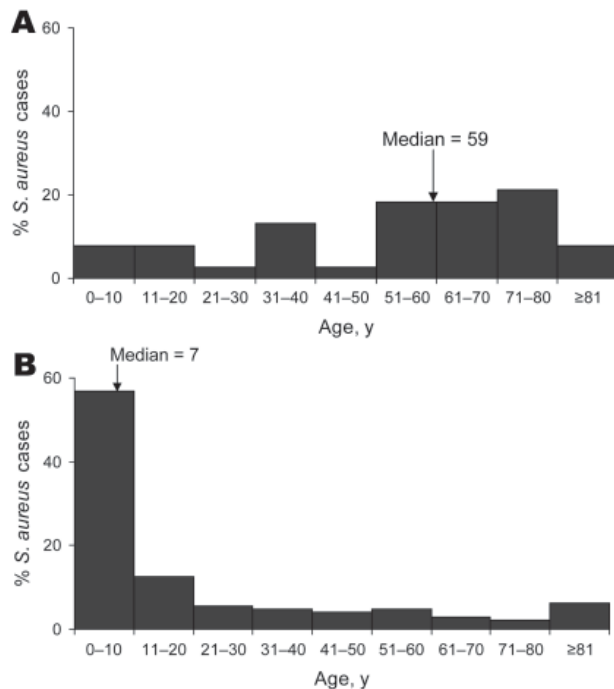 A
60
40
20
0
% S. aureus cases
Median = 59
0–10 11–20 21–30 31–40 41–50 51–60 61–70 71–80 ≥81
Age, y
B
Median = 7
60
40
20
0
% S. aureus cases
0–10 11–20 21–30 31–40 41–50 51–60 61–70 71–80 ≥81
Age, y